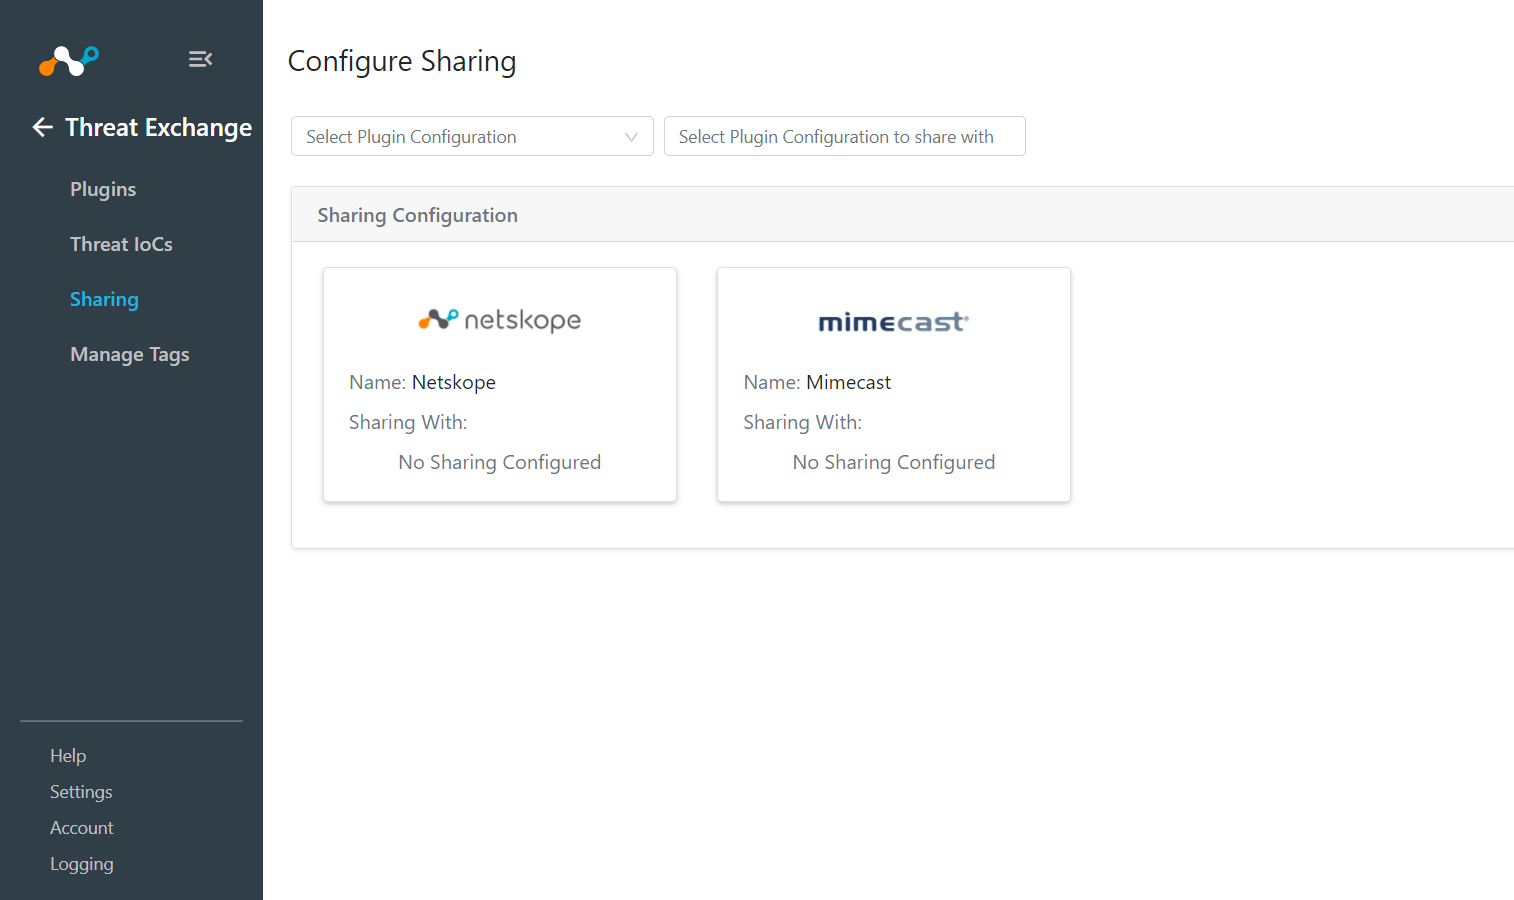 Threat Exchange
Plugins
Threat IoCs
Sharing
Manage Tags
Help
Settings
Account
Logging
Configure Sharing
Select Plugin Configuration
Select Plugin Configuration to share with
Sharing Configuration
netskope
Name: Netskope
Sharing With:
No Sharing Configured
mimecast®
Name: Mimecast
Sharing With:
No Sharing Configured